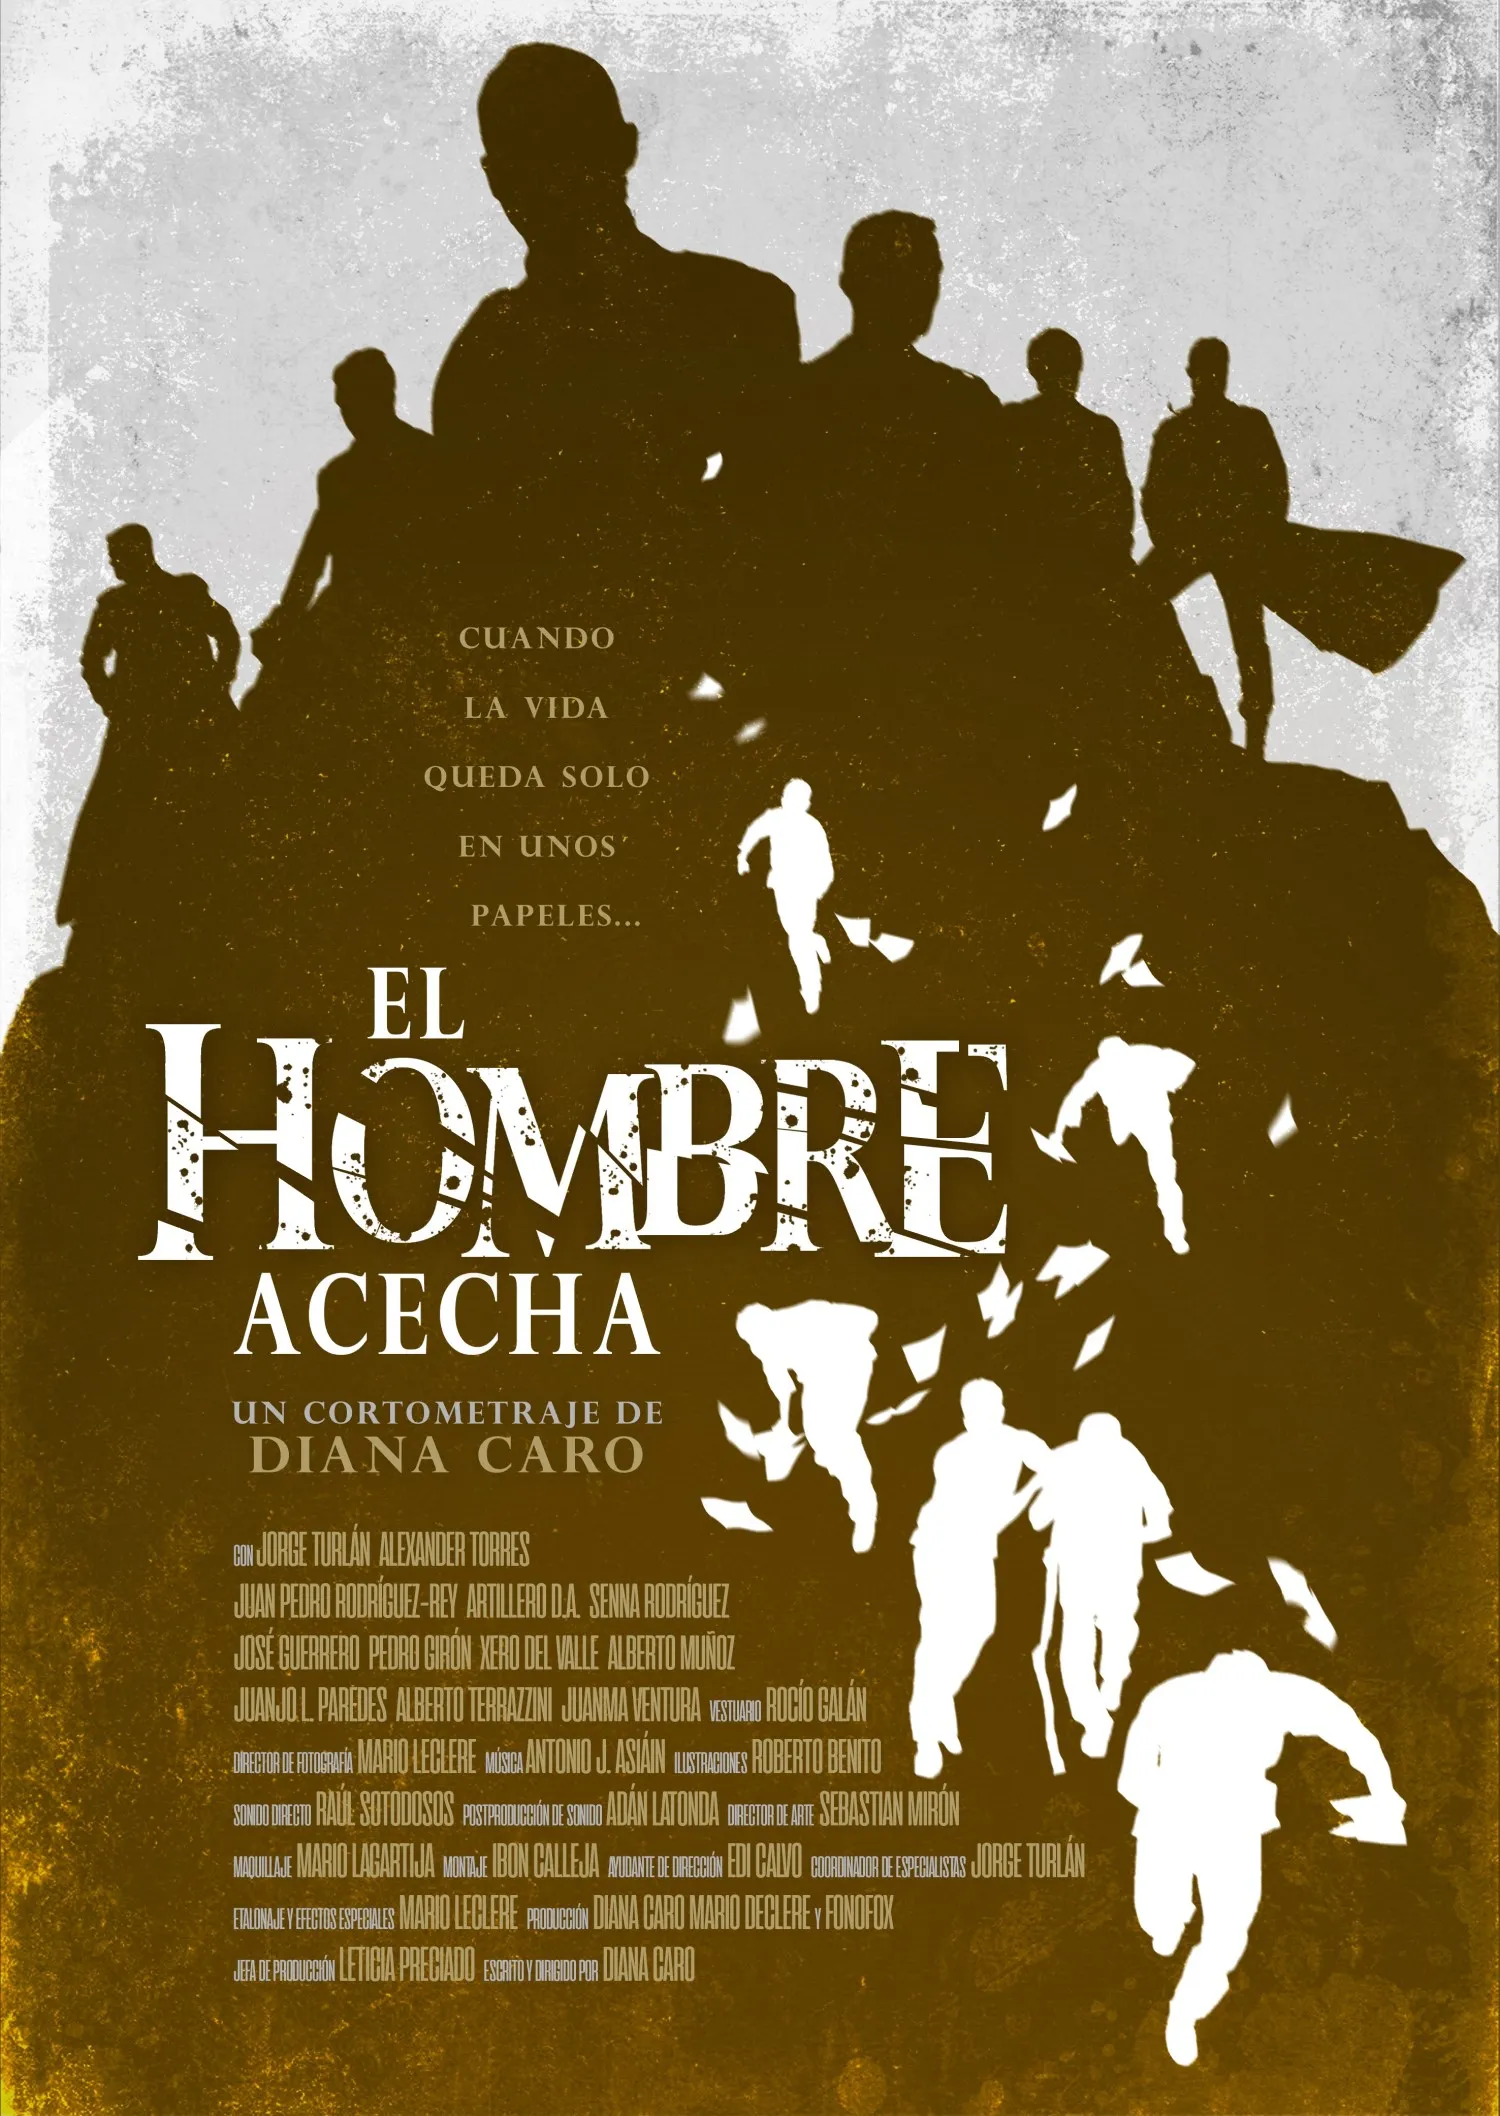 CUANDO
LA VIDA
QUEDA SOLO
EN UNOS
PAPELES...
EL
HOMBRE
ACECHA
UN CORTOMETRAJE DE
DIANA CARO
CON JORGE TURLÁN ALEXANDER TORRES
JUAN PEDRO RODRÍGUEZ-REY ARTILLERO D.A. SENNA RODRÍGUEZ
JOSÉ GUERRERO PEDRO GIRÓN XERO DEL VALLE ALBERTO MUÑOZ
JUANJO L. PAREDES ALBERTO TERRAZZINI JUANMA VENTURA VESTUARIO ROCÍO GALÁN
DIRECTOR DE FOTOGRAFÍA MARIO LECLERE MÚSICA ANTONIO J. ASIÁIN ILUSTRACIONES ROBERTO BENITO
SONIDO DIRECTO RAÚL SOTODOSOS POSTPRODUCCIÓN DE SONIDO ADÁN LATONDA DIRECTOR DE ARTE SEBASTIAN MIRÓN
MAQUILLAJE MARIO LAGARTIJA MONTAJE IBON CALLEJA AYUDANTE DE DIRECCIÓN EDI CALVO COORDINADOR DE ESPECIALISTAS JORGE TURLÁN
ETALONAJE Y EFECTOS ESPECIALES MARIO LECLERE PRODUCCIÓN DIANA CARO MARIO DECLERE Y FONOFOX
JEFA DE PRODUCCIÓN LETICIA PRECIADO ESCRITO Y DIRIGIDO POR DIANA CARO